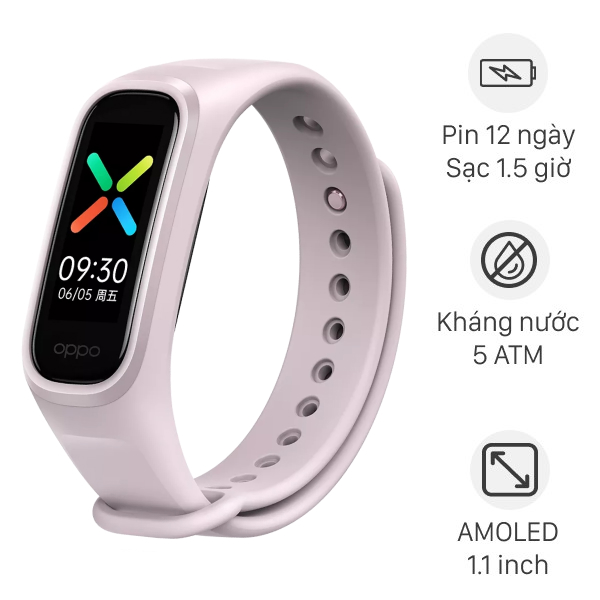 09:30
06/05 周五
oppo
Pin 12 ngày
Sạc 1.5 giờ
Kháng nước
5 ATM
AMOLED
1.1 inch